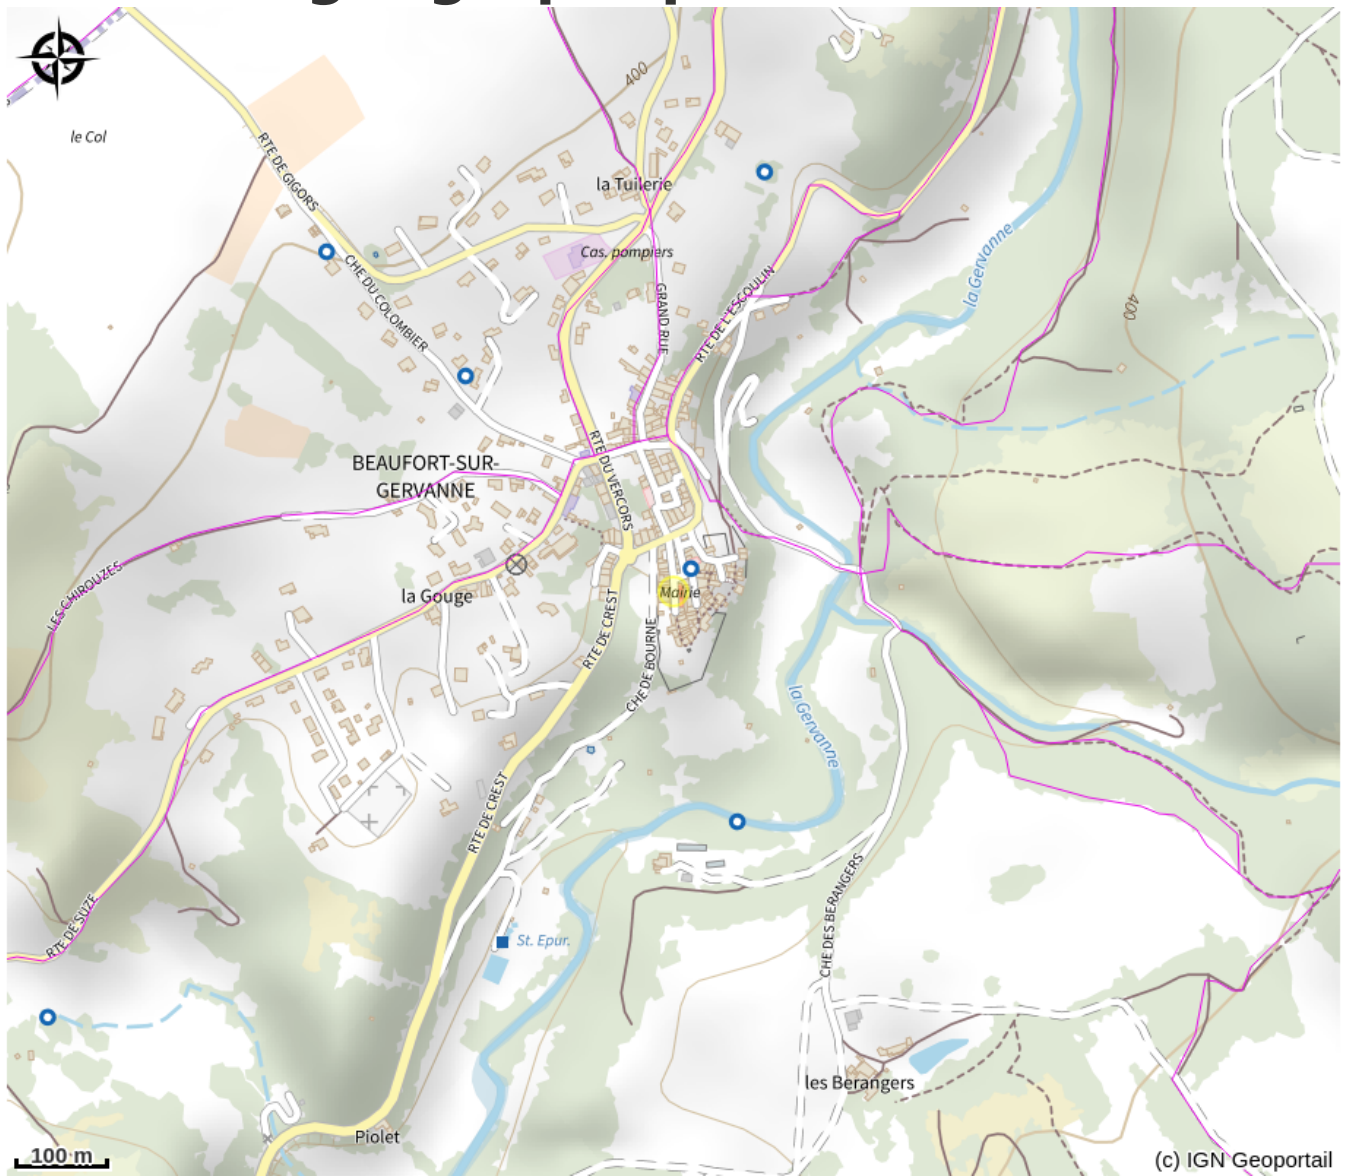 400
le Col
RTE DE GIGORS
la Tuilerie
la Gervanne
Cas. pompiers
CHE DU COLOMBIER
GRAND RUE
RTE DE L'ESCOULIN
400
BEAUFORT-SUR-
GERVANNE
RTE DU VERCORS
LES CHIROUZES
la Gouge
Mairie
RTE DE CREST
CHE DE BOURNE
la Gervanne
RTE DE CREST
RTE DE SUZE
CHE DES BERANGERS
St. Epur.
les Berangers
Piolet
100 m
(c) IGN Geoportail